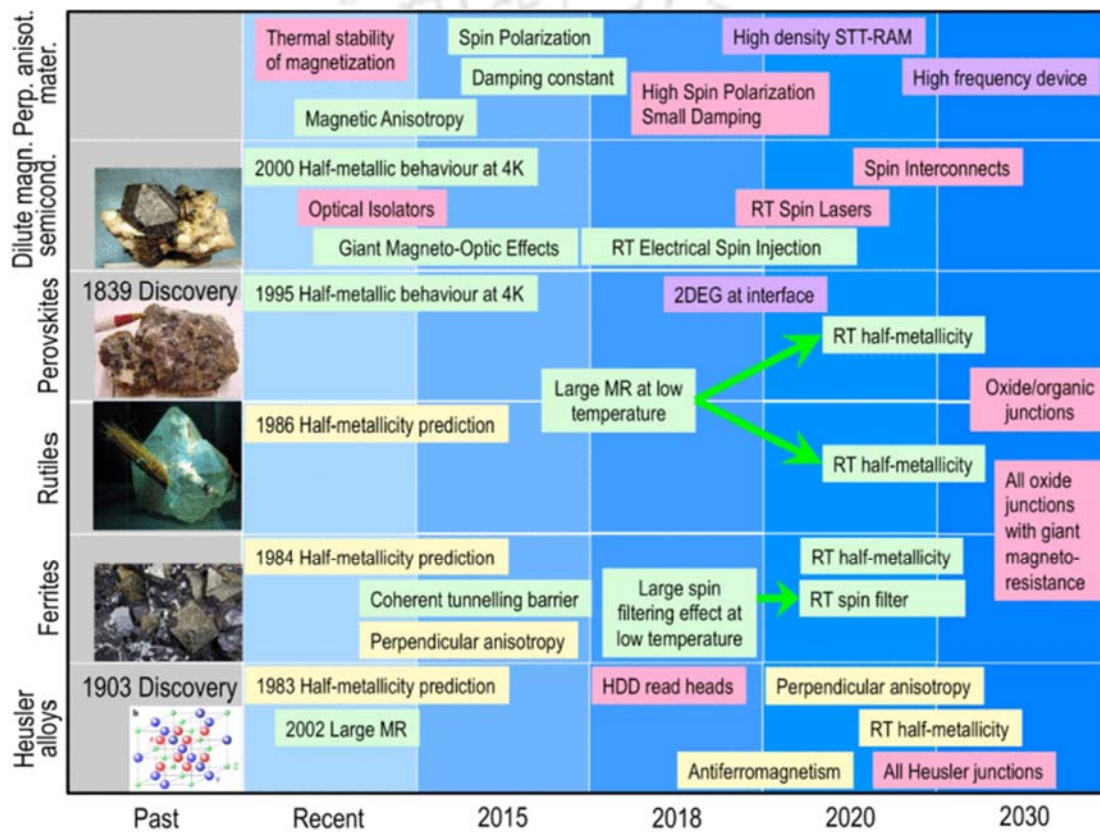 Perp. anisot.
mater.
Thermal stability
of magnetization
Spin Polarization
High density STT-RAM
Damping constant
High frequency device
High Spin Polarization
Small Damping
Magnetic Anisotropy
Dilute magn.
semicond.
2000 Half-metallic behaviour at 4K
Spin Interconnects
Optical Isolators
RT Spin Lasers
Giant Magneto-Optic Effects
RT Electrical Spin Injection
Perovskites
1839 Discovery
1995 Half-metallic behaviour at 4K
2DEG at interface
RT half-metallicity
Large MR at low
temperature
Oxide/organic
junctions
Rutiles
1986 Half-metallicity prediction
RT half-metallicity
All oxide
junctions
with giant
magneto-
resistance
Ferrites
1984 Half-metallicity prediction
RT half-metallicity
Coherent tunnelling barrier
Large spin
filtering effect at
low temperature
RT spin filter
Perpendicular anisotropy
Heusler
alloys
1903 Discovery
1983 Half-metallicity prediction
HDD read heads
Perpendicular anisotropy
b
2002 Large MR
RT half-metallicity
X
Z
Y
Antiferromagnetism
All Heusler junctions
Past
Recent
2015
2018
2020
2030